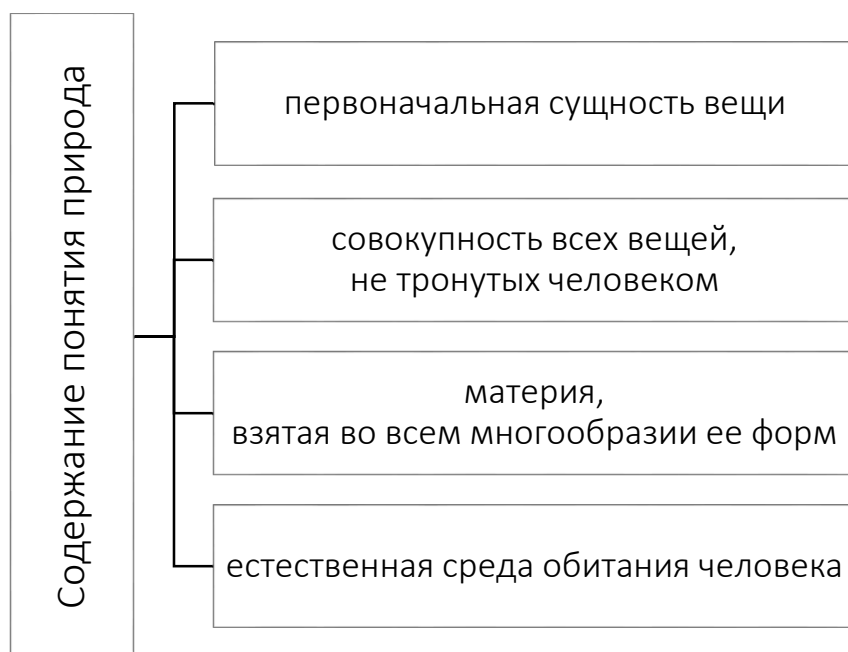 Содержание понятия природа
первоначальная сущность вещи
совокупность всех вещей,
не тронутых человеком
материя,
взятая во всем многообразии ее форм
естественная среда обитания человека